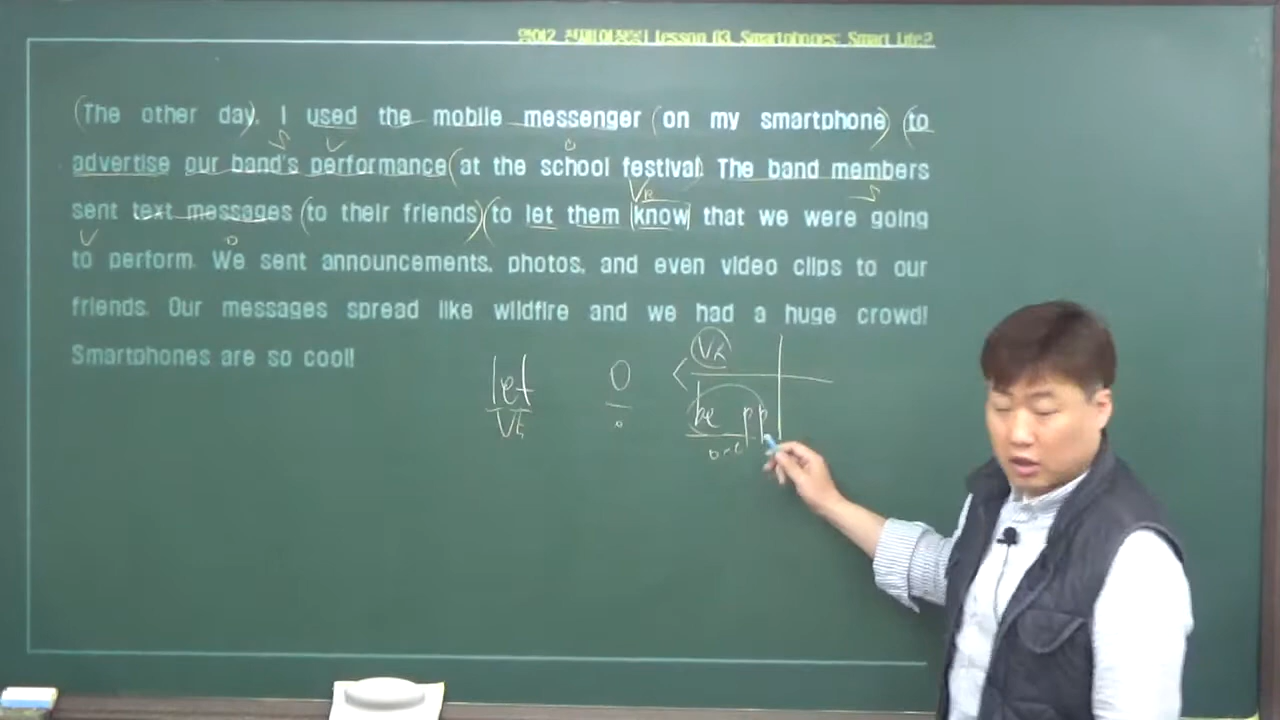 영어2 천재(이창봉) Lesson 03. Smartphones: Smart Life?
(The other day), I used the mobile messenger (on my smartphone) (to
S V O
advertise our band's performance (at the school festival. The band members
VR S
sent text messages (to their friends) (to let them know that we were going
V O
to perform. We sent announcements, photos, and even video clips to our
friends. Our messages spread like wildfire and we had a huge crowd!
Smartphones are so cool!
let O VR
be pp
o.c